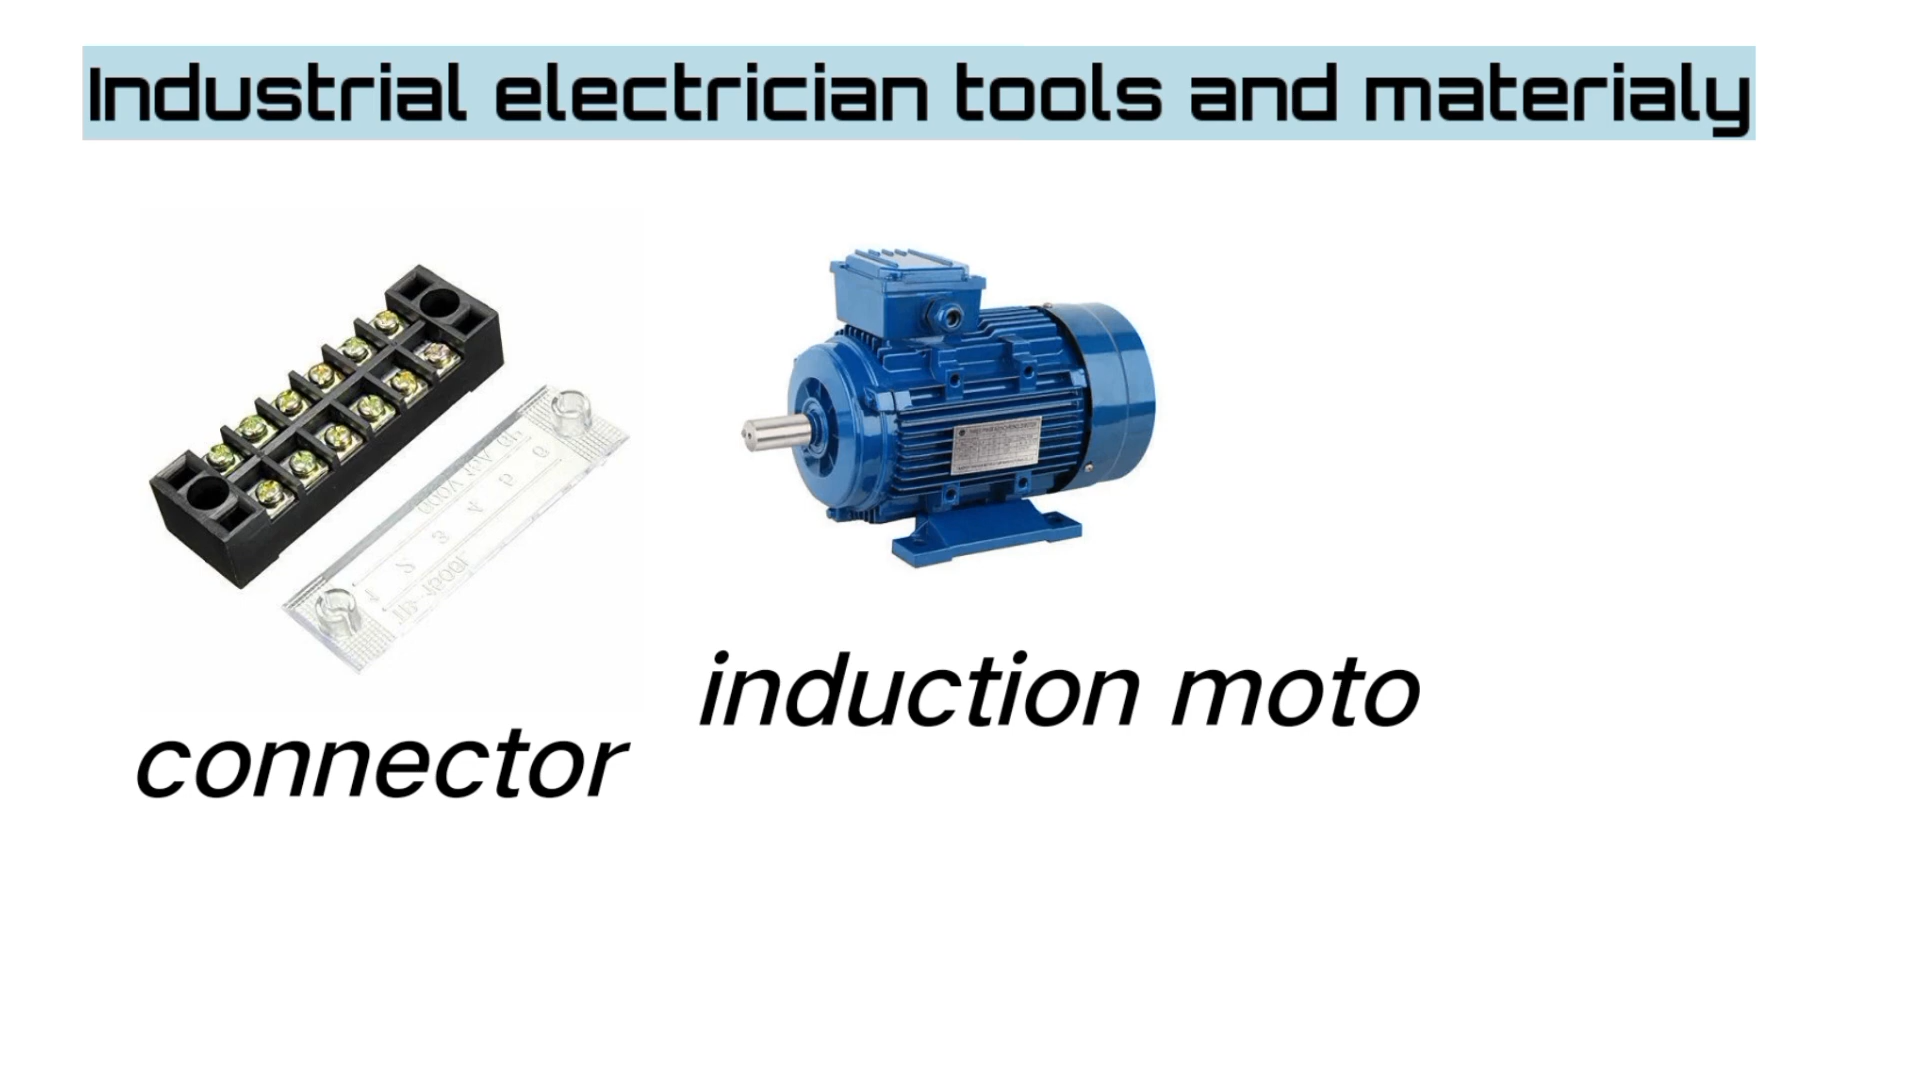 Industrial electrician tools and materialy
induction moto
connector